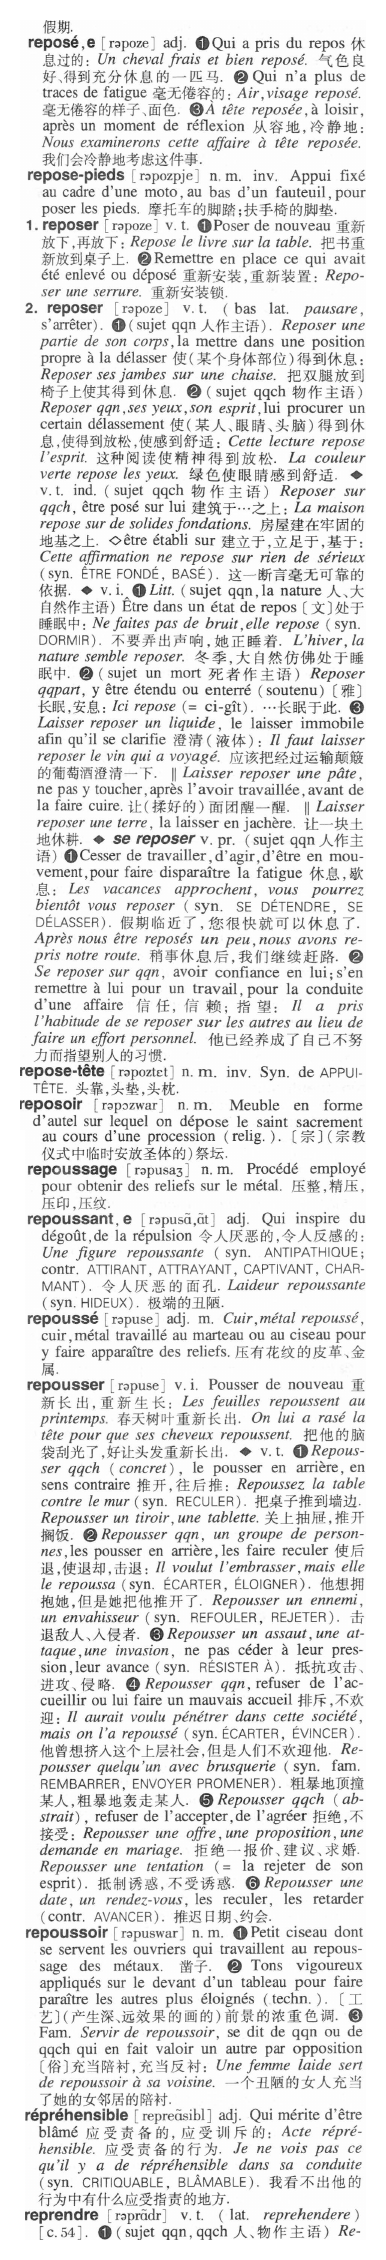 假期.
reposé, e [rəpoze] adj. ❶ Qui a pris du repos 休
息过的: Un cheval frais et bien reposé. 气色良
好、得到充分休息的一匹马. ❷ Qui n'a plus de
traces de fatigue 毫无倦容的: Air, visage reposé.
毫无倦容的样子、面色. ❸ À tête reposée, à loisir,
après un moment de réflexion 从容地, 冷静地:
Nous examinerons cette affaire à tête reposée.
我们会冷静地考虑这件事.
repose-pieds [rəpozpje] n. m. inv. Appui fixé
au cadre d'une moto, au bas d'un fauteuil, pour
poser les pieds. 摩托车的脚踏; 扶手椅的脚垫.
1. reposer [rəpoze] v. t. ❶ Poser de nouveau 重新
放下, 再放下: Repose le livre sur la table. 把书重
新放到桌子上. ❷ Remettre en place ce qui avait
été enlevé ou déposé 重新安装, 重新装置: Repo-
ser une serrure. 重新安装锁.
2. reposer [rəpoze] v. t. (bas lat. pausare,
s'arrêter). ❶ (sujet qqn 人作主语). Reposer une
partie de son corps, la mettre dans une position
propre à la délasser 使(某个身体部位)得到休息:
Reposer ses jambes sur une chaise. 把双腿放到
椅子上使其得到休息. ❷ (sujet qqch 物作主语)
Reposer qqn, ses yeux, son esprit, lui procurer un
certain délassement 使(某人、眼睛、头脑)得到休
息, 使得到放松, 使感到舒适: Cette lecture repose
l'esprit. 这种阅读使精神得到放松. La couleur
verte repose les yeux. 绿色使眼睛感到舒适. ◆
v. t. ind. (sujet qqch 物作主语) Reposer sur
qqch, être posé sur lui 建筑于…之上: La maison
repose sur de solides fondations. 房屋建在牢固的
地基之上. ◇être établi sur 建立于, 立足于, 基于:
Cette affirmation ne repose sur rien de sérieux
(syn. ÊTRE FONDÉ, BASÉ). 这一断言毫无可靠的
依据. ◆ v. i. ❶ Litt. (sujet qqn, la nature 人、大
自然作主语) Être dans un état de repos [文]处于
睡眠中: Ne faites pas de bruit, elle repose (syn.
DORMIR). 不要弄出声响, 她正睡着. L'hiver, la
nature semble reposer. 冬季, 大自然仿佛处于睡
眠中. ❷ (sujet un mort 死者作主语) Reposer
qqpart, y être étendu ou enterré (soutenu) [雅]
长眠, 安息: Ici repose (= ci-gît). …长眠于此. ❸
Laisser reposer un liquide, le laisser immobile
afin qu'il se clarifie 澄清(液体): Il faut laisser
reposer le vin qui a voyagé. 应该把经过运输颠簸
的葡萄酒澄清一下. ‖ Laisser reposer une pâte,
ne pas y toucher, après l'avoir travaillée, avant de
la faire cuire. 让(揉好的)面团醒一醒. ‖ Laisser
reposer une terre, la laisser en jachère. 让一块土
地休耕. ◆ se reposer v. pr. (sujet qqn 人作主
语) ❶ Cesser de travailler, d'agir, d'être en mou-
vement, pour faire disparaître la fatigue 休息, 歇
息: Les vacances approchent, vous pourrez
bientôt vous reposer (syn. SE DÉTENDRE, SE
DÉLASSER). 假期临近了, 您很快就可以休息了.
Après nous être reposés un peu, nous avons re-
pris notre route. 稍事休息后, 我们继续赶路. ❷
Se reposer sur qqn, avoir confiance en lui; s'en
remettre à lui pour un travail, pour la conduite
d'une affaire 信任, 信赖; 指望: Il a pris
l'habitude de se reposer sur les autres au lieu de
faire un effort personnel. 他已经养成了自己不努
力而指望别人的习惯.
repose-tête [rəpoztɛt] n. m. inv. Syn. de APPUI-
TÊTE. 头靠, 头垫, 头枕.
reposoir [rəpozwar] n. m. Meuble en forme
d'autel sur lequel on dépose le saint sacrement
au cours d'une procession (relig.). [宗](宗教
仪式中临时安放圣体的)祭坛.
repoussage [rəpusaʒ] n. m. Procédé employé
pour obtenir des reliefs sur le métal. 压整, 精压,
压印, 压纹.
repoussant, e [rəpusɑ̃, ɑ̃t] adj. Qui inspire du
dégoût, de la répulsion 令人厌恶的, 令人反感的:
Une figure repoussante (syn. ANTIPATHIQUE;
contr. ATTIRANT, ATTRAYANT, CAPTIVANT, CHAR-
MANT). 令人厌恶的面孔. Laideur repoussante
(syn. HIDEUX). 极端的丑陋.
repoussé [rəpuse] adj. m. Cuir, métal repoussé,
cuir, métal travaillé au marteau ou au ciseau pour
y faire apparaître des reliefs. 压有花纹的皮革、金
属.
repousser [rəpuse] v. i. Pousser de nouveau 重
新长出, 重新生长: Les feuilles repoussent au
printemps. 春天树叶重新长出. On lui a rasé la
tête pour que ses cheveux repoussent. 把他的脑
袋刮光了, 好让头发重新长出. ◆ v. t. ❶ Repous-
ser qqch (concret), le pousser en arrière, en
sens contraire 推开, 往后推: Repoussez la table
contre le mur (syn. RECULER). 把桌子推到墙边.
Repousser un tiroir, une tablette. 关上抽屉, 推开
搁板. ❷ Repousser qqn, un groupe de person-
nes, les pousser en arrière, les faire reculer 使后
退, 使退却, 击退: Il voulut l'embrasser, mais elle
le repoussa (syn. ÉCARTER, ÉLOIGNER). 他想拥
抱她, 但是她把他推开了. Repousser un ennemi,
un envahisseur (syn. REFOULER, REJETER). 击
退敌人、入侵者. ❸ Repousser un assaut, une at-
taque, une invasion, ne pas céder à leur pres-
sion, leur avance (syn. RÉSISTER À). 抵抗攻击、
进攻、侵略. ❹ Repousser qqn, refuser de l'ac-
cueillir ou lui faire un mauvais accueil 排斥, 不欢
迎: Il aurait voulu pénétrer dans cette société,
mais on l'a repoussé (syn. ÉCARTER, ÉVINCER).
他曾想挤入这个上层社会, 但是人们不欢迎他. Re-
pousser quelqu'un avec brusquerie (syn. fam.
REMBARRER, ENVOYER PROMENER). 粗暴地顶撞
某人, 粗暴地轰走某人. ❺ Repousser qqch (ab-
strait), refuser de l'accepter, de l'agréer 拒绝, 不
接受: Repousser une offre, une proposition, une
demande en mariage. 拒绝一报价、建议、求婚.
Repousser une tentation (= la rejeter de son
esprit). 抵制诱惑, 不受诱惑. ❻ Repousser une
date, un rendez-vous, les reculer, les retarder
(contr. AVANCER). 推迟日期、约会.
repoussoir [rəpuswar] n. m. ❶ Petit ciseau dont
se servent les ouvriers qui travaillent au repous-
sage des métaux. 凿子. ❷ Tons vigoureux
appliqués sur le devant d'un tableau pour faire
paraître les autres plus éloignés (techn.). [工
艺](产生深、远效果的画的)前景的浓重色调. ❸
Fam. Servir de repoussoir, se dit de qqn ou de
qqch qui en fait valoir un autre par opposition
[俗]充当陪衬, 充当反衬: Une femme laide sert
de repoussoir à sa voisine. 一个丑陋的女人充当
了她的女邻居的陪衬.
répréhensible [repreɑ̃sibl] adj. Qui mérite d'être
blâmé 应受责备的, 应受训斥的: Acte répré-
hensible. 应受责备的行为. Je ne vois pas ce
qu'il y a de répréhensible dans sa conduite
(syn. CRITIQUABLE, BLÂMABLE). 我看不出他的
行为中有什么应受指责的地方.
reprendre [rəprɑ̃dr] v. t. (lat. reprehendere)
[c. 54]. ❶ (sujet qqn, qqch 人、物作主语) Re-